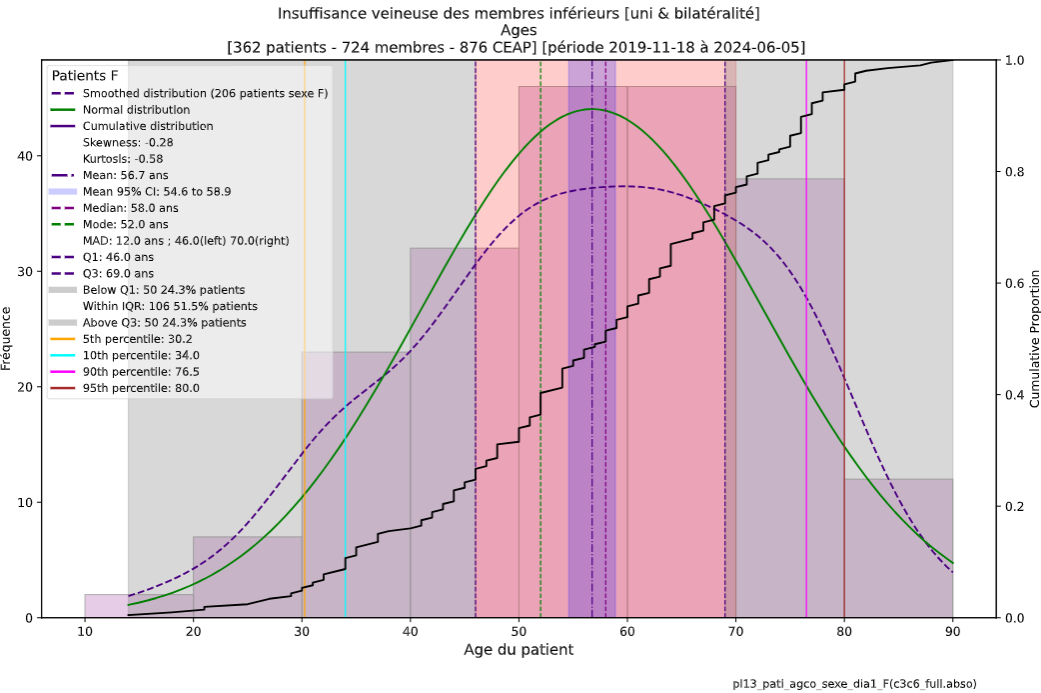 Insuffisance veineuse des membres inférieurs [uni & bilatéralité]
Ages
[362 patients - 724 membres - 876 CEAP] [période 2019-11-18 à 2024-06-05]
Patients F
Smoothed distribution (206 patients sexe F)
Normal distribution
Cumulative distribution
Skewness: -0.28
Kurtosis: -0.58
Mean: 56.7 ans
Mean 95% CI: 54.6 to 58.9
Median: 58.0 ans
Mode: 52.0 ans
MAD: 12.0 ans ; 46.0(left) 70.0(right)
Q1: 46.0 ans
Q3: 69.0 ans
Below Q1: 50 24.3% patients
Within IQR: 106 51.5% patients
Above Q3: 50 24.3% patients
5th percentile: 30.2
10th percentile: 34.0
90th percentile: 76.5
95th percentile: 80.0
Fréquence
0
10
20
30
40
10
20
30
40
50
60
70
80
90
Age du patient
0.0
0.2
0.4
0.6
0.8
1.0
Cumulative Proportion
pl13_pati_agco_sexe_dia1_F(c3c6_full.abso)